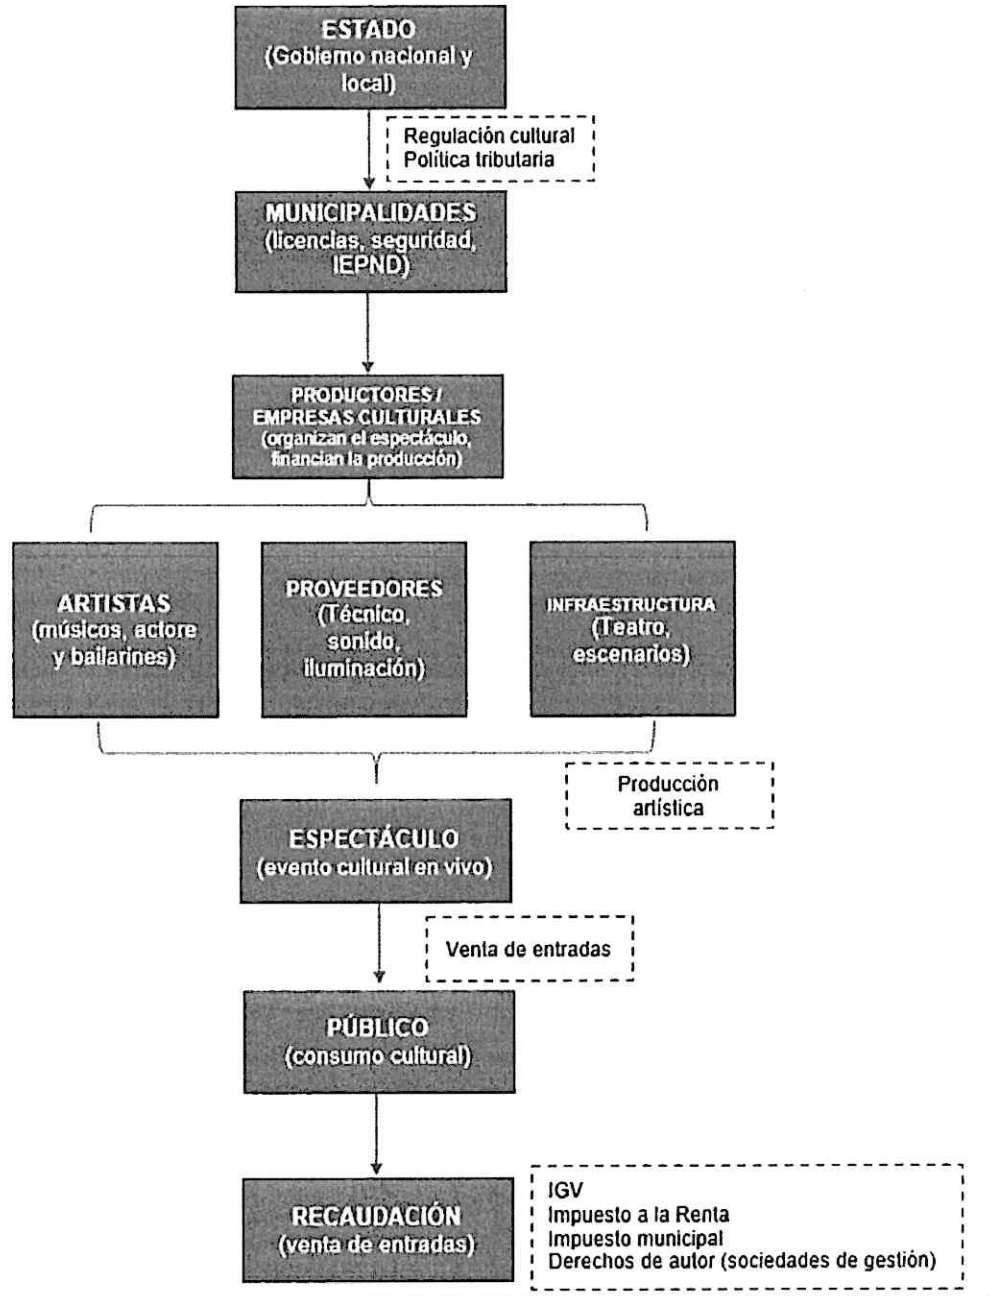 ESTADO
(Gobierno nacional y
local)
Regulación cultural
Política tributaria
MUNICIPALIDADES
(licencias, seguridad,
IEPND)
PRODUCTORES /
EMPRESAS CULTURALES
(organizan el espectáculo,
financian la producción)
ARTISTAS
(músicos, actore
y bailarines)
PROVEEDORES
(Técnico,
sonido,
iluminación)
INFRAESTRUCTURA
(Teatro,
escenarios)
Producción
artística
ESPECTÁCULO
(evento cultural en vivo)
Venta de entradas
PÚBLICO
(consumo cultural)
RECAUDACIÓN
(venta de entradas)
IGV
Impuesto a la Renta
Impuesto municipal
Derechos de autor (sociedades de gestión)